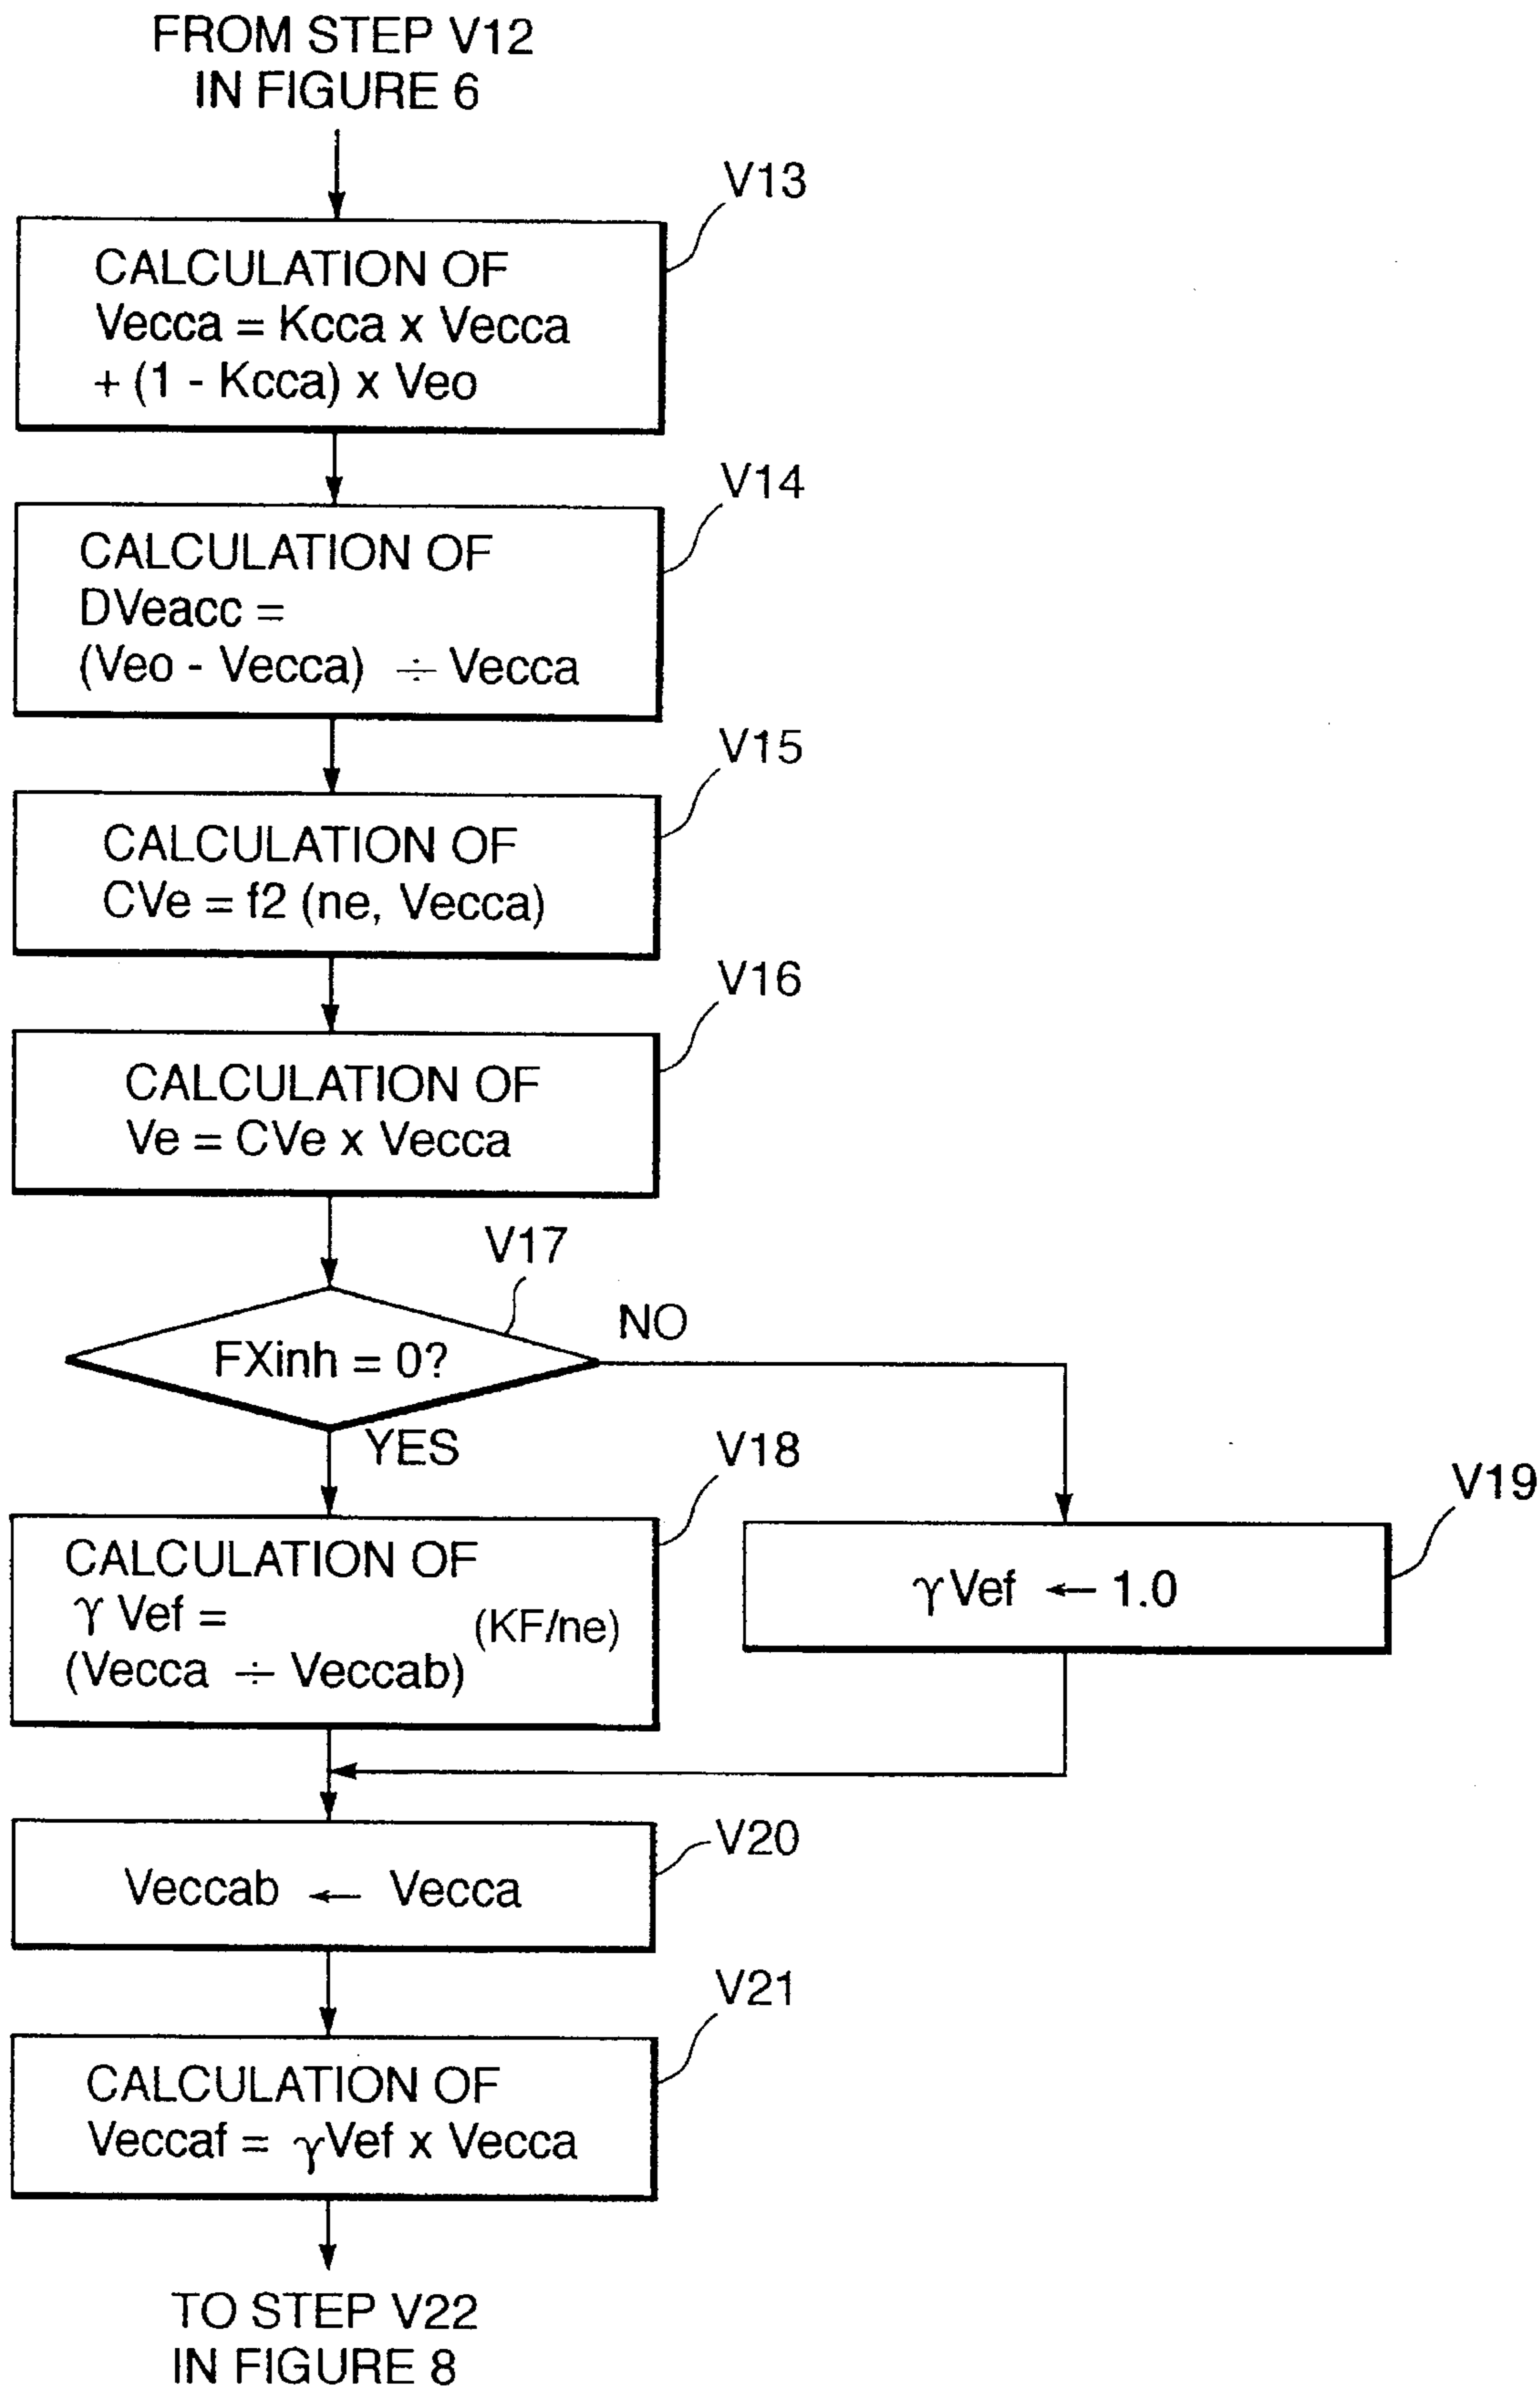 FROM STEP V12
IN FIGURE 6
V13
CALCULATION OF
Vecca = Kcca x Vecca
+ (1 - Kcca) x Veo
V14
CALCULATION OF
DVeacc =
(Veo - Vecca) ÷ Vecca
V15
CALCULATION OF
CVe = f2 (ne, Vecca)
V16
CALCULATION OF
Ve = CVe x Vecca
V17
FXinh = 0?
NO
YES
V18
CALCULATION OF
γ Vef =
(KF/ne)
(Vecca ÷ Veccab)
V19
γVef ← 1.0
V20
Veccab ← Vecca
V21
CALCULATION OF
Veccaf = γVef x Vecca
TO STEP V22
IN FIGURE 8